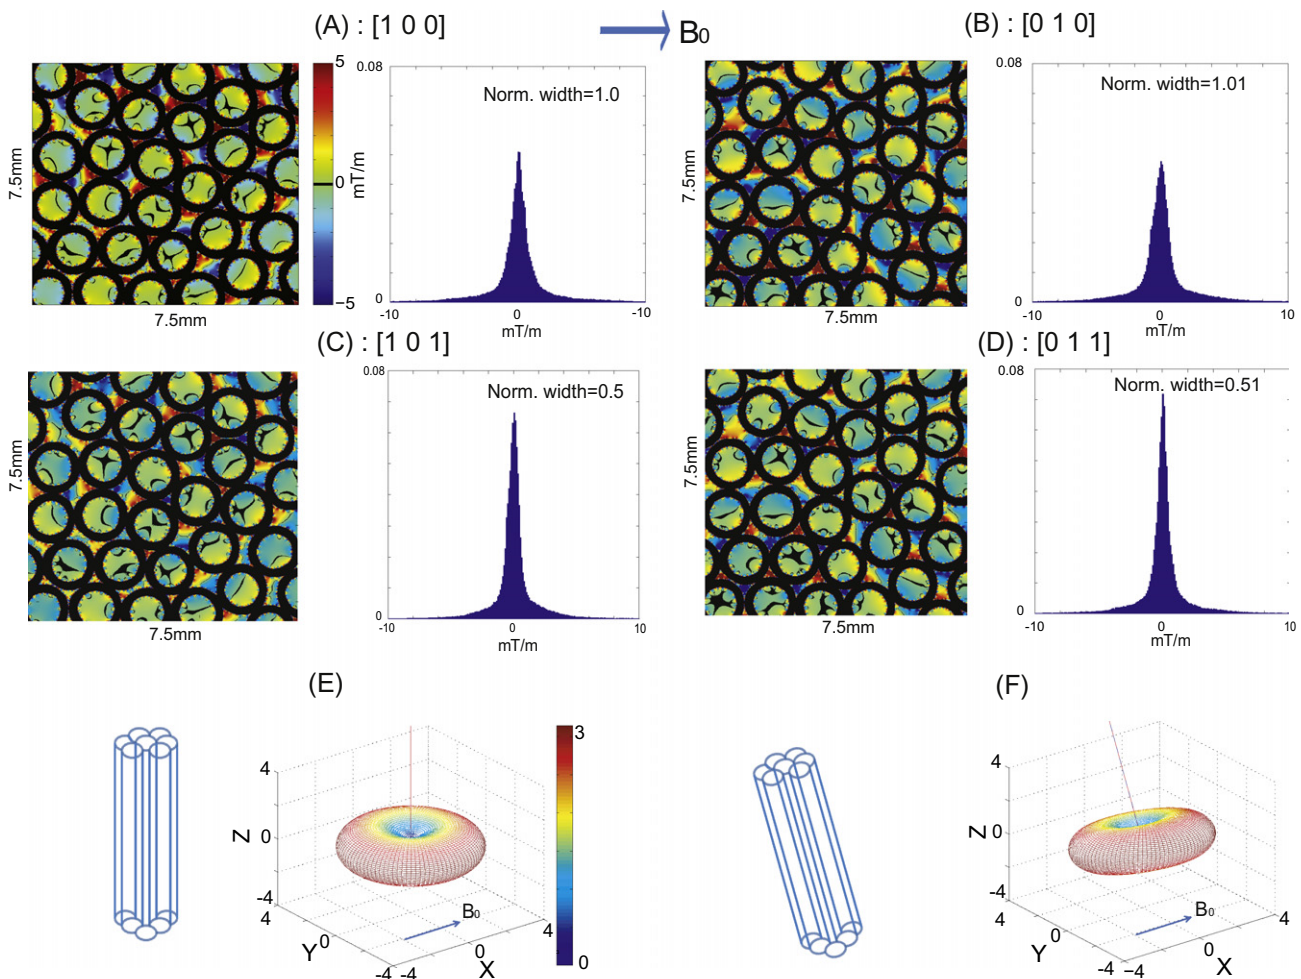 (A) : [1 0 0]
B₀
(B) : [0 1 0]
7.5mm
7.5mm
5
0
-5
mT/m
0.08
0
Norm. width=1.0
-10
0
-10
mT/m
7.5mm
7.5mm
0.08
0
Norm. width=1.01
-10
0
10
mT/m
(C) : [1 0 1]
(D) : [0 1 1]
7.5mm
7.5mm
0.08
0
Norm. width=0.5
-10
0
10
mT/m
7.5mm
7.5mm
0.08
0
Norm. width=0.51
-10
0
10
mT/m
(E)
(F)
4
2
0
-2
-4
Z
4
0
-4
Y
-4
0
4
X
B₀
3
0
4
2
0
-2
-4
Z
4
0
-4
Y
-4
0
4
X
B₀